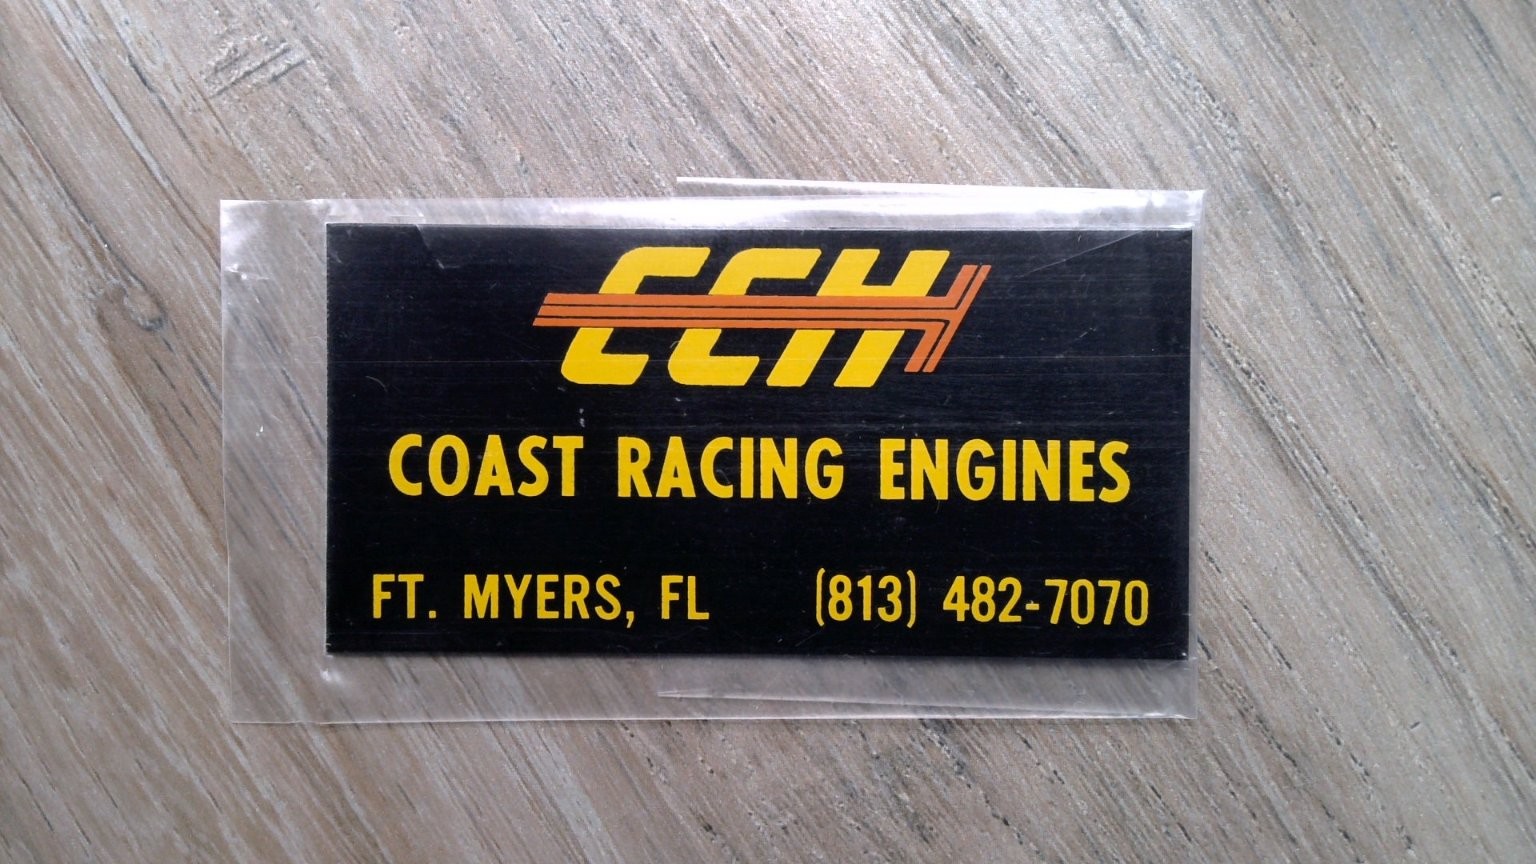 CCH
COAST RACING ENGINES
FT. MYERS, FL (813) 482-7070